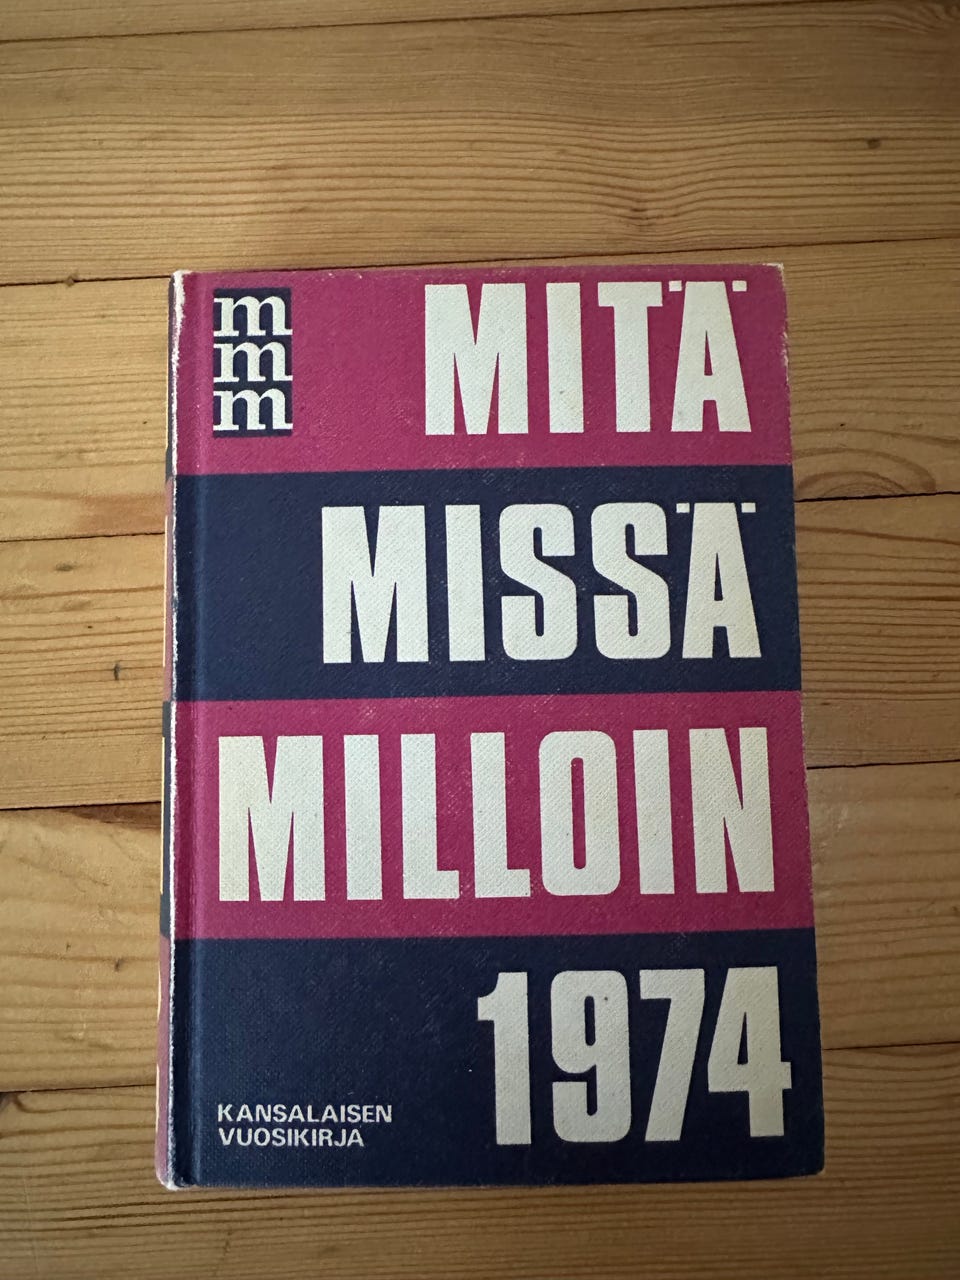 m
m
m
MITÄ
MISSÄ
MILLOIN
1974
KANSALAISEN
VUOSIKIRJA